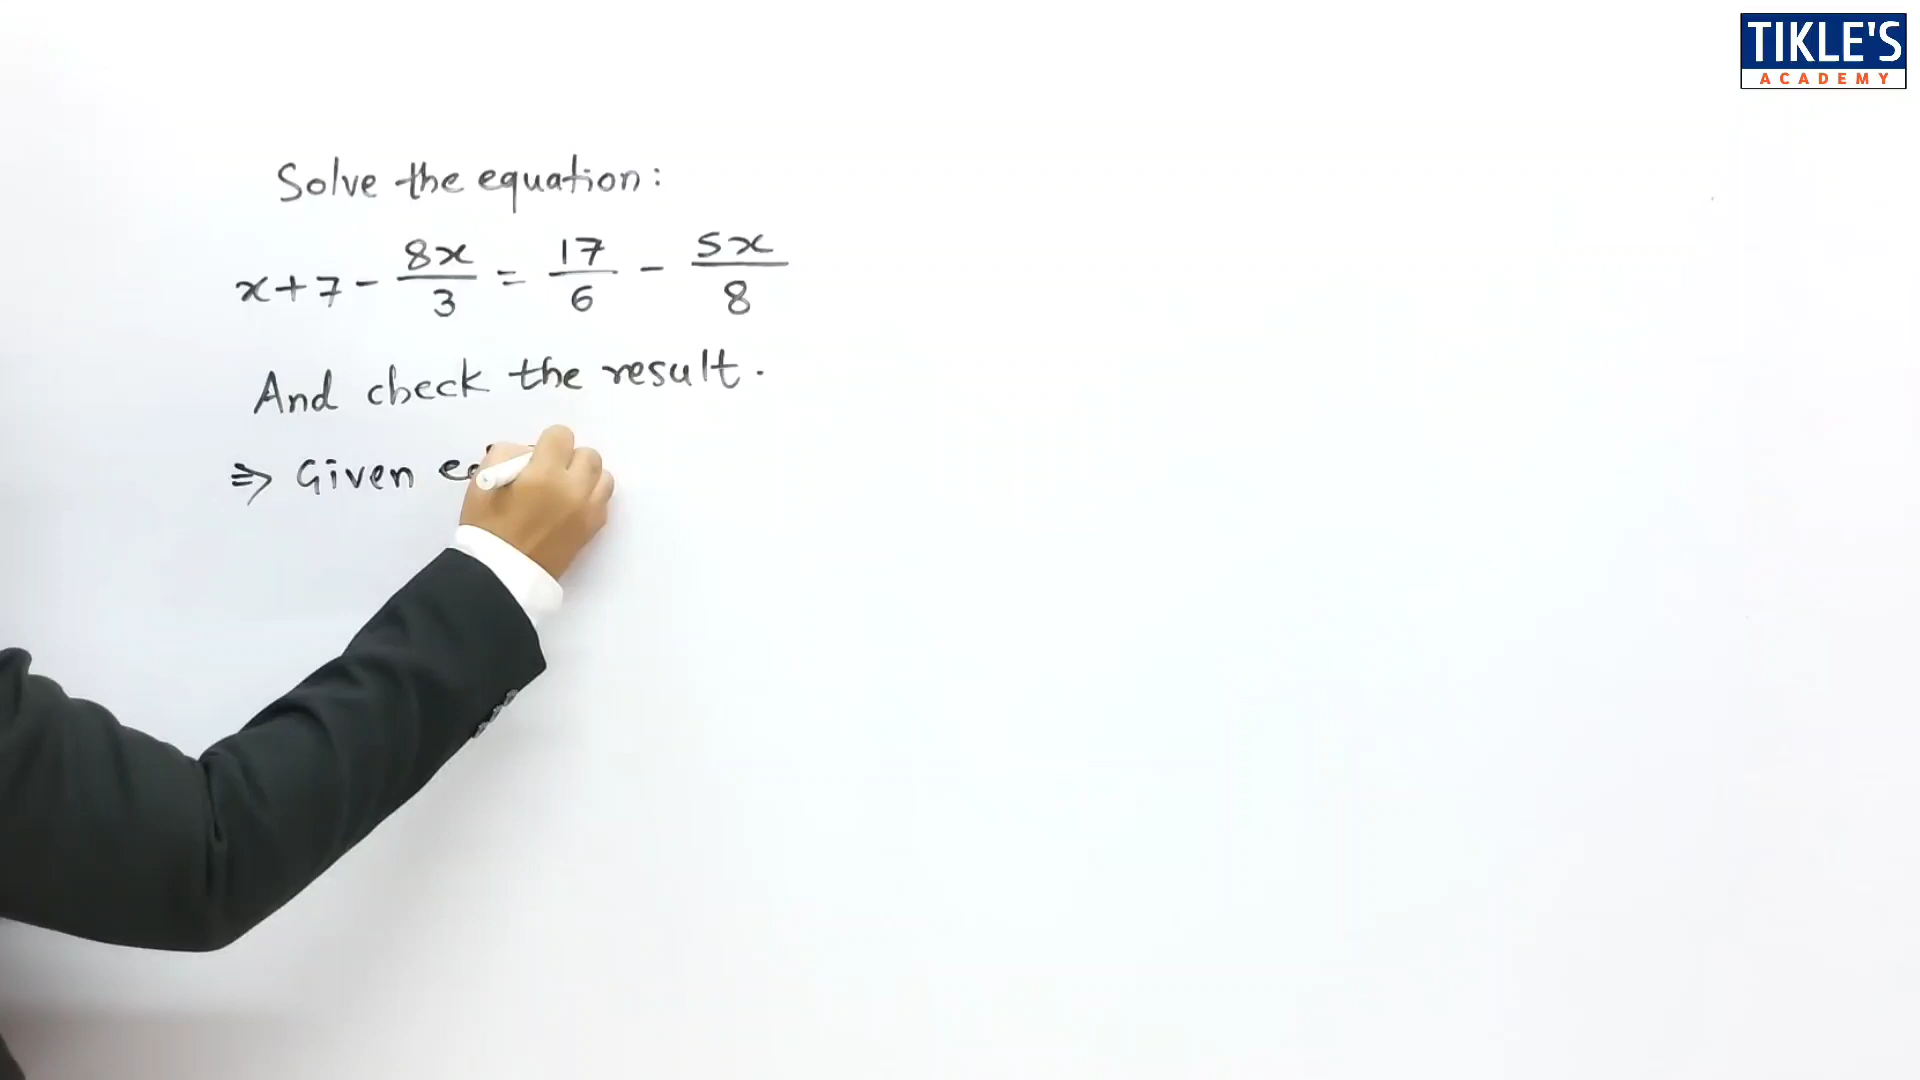 TIKLE'S
ACADEMY
Solve the equation:
x+7-8x/3=17/6-5x/8
And check the result.
⇒ Given